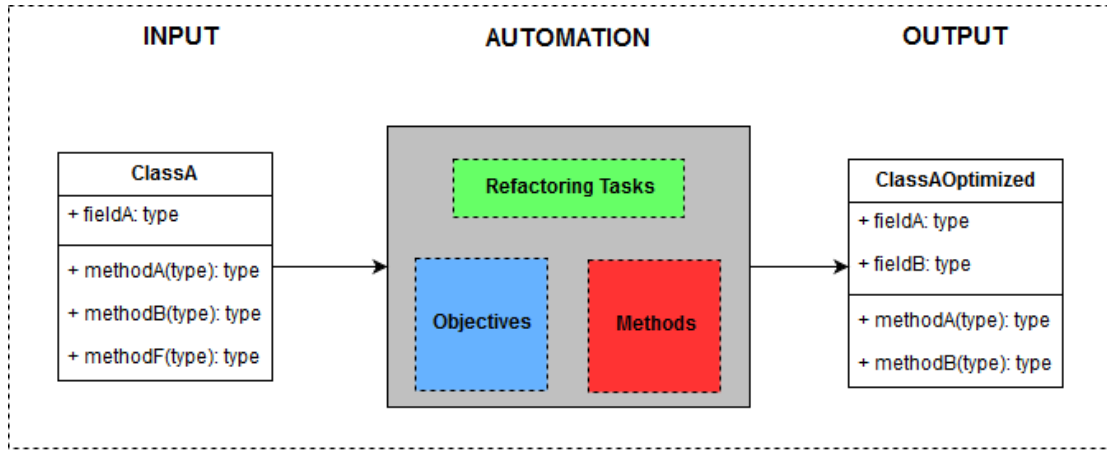 INPUT
AUTOMATION
OUTPUT
ClassA
+ fieldA: type
+ methodA(type): type
+ methodB(type): type
+ methodF(type): type
Refactoring Tasks
Objectives
Methods
ClassAOptimized
+ fieldA: type
+ fieldB: type
+ methodA(type): type
+ methodB(type): type